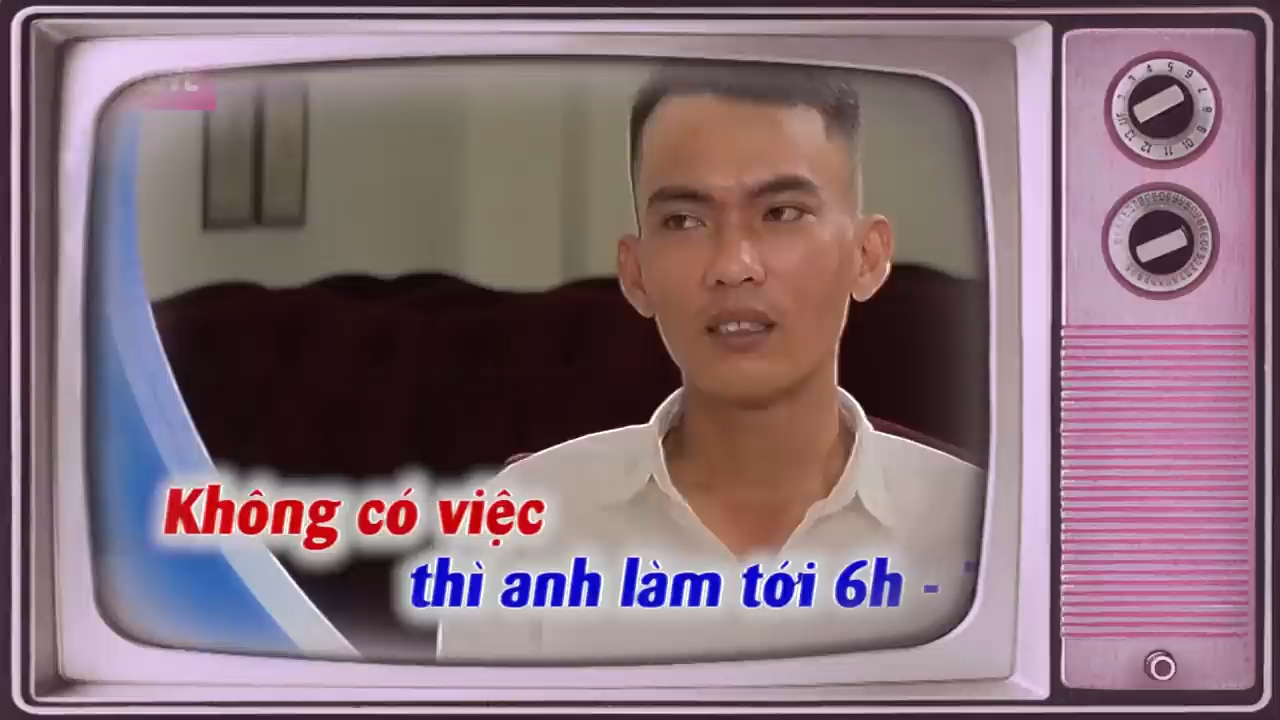 Không có việc
thì anh làm tới 6h -